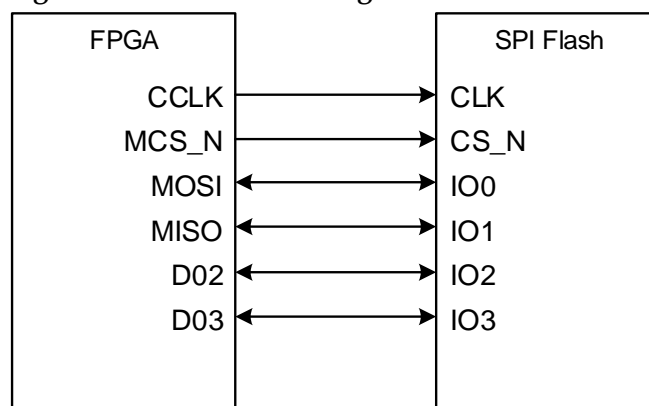 FPGA SPI Flash
CCLK CLK
MCS_N CS_N
MOSI IO0
MISO IO1
D02 IO2
D03 IO3